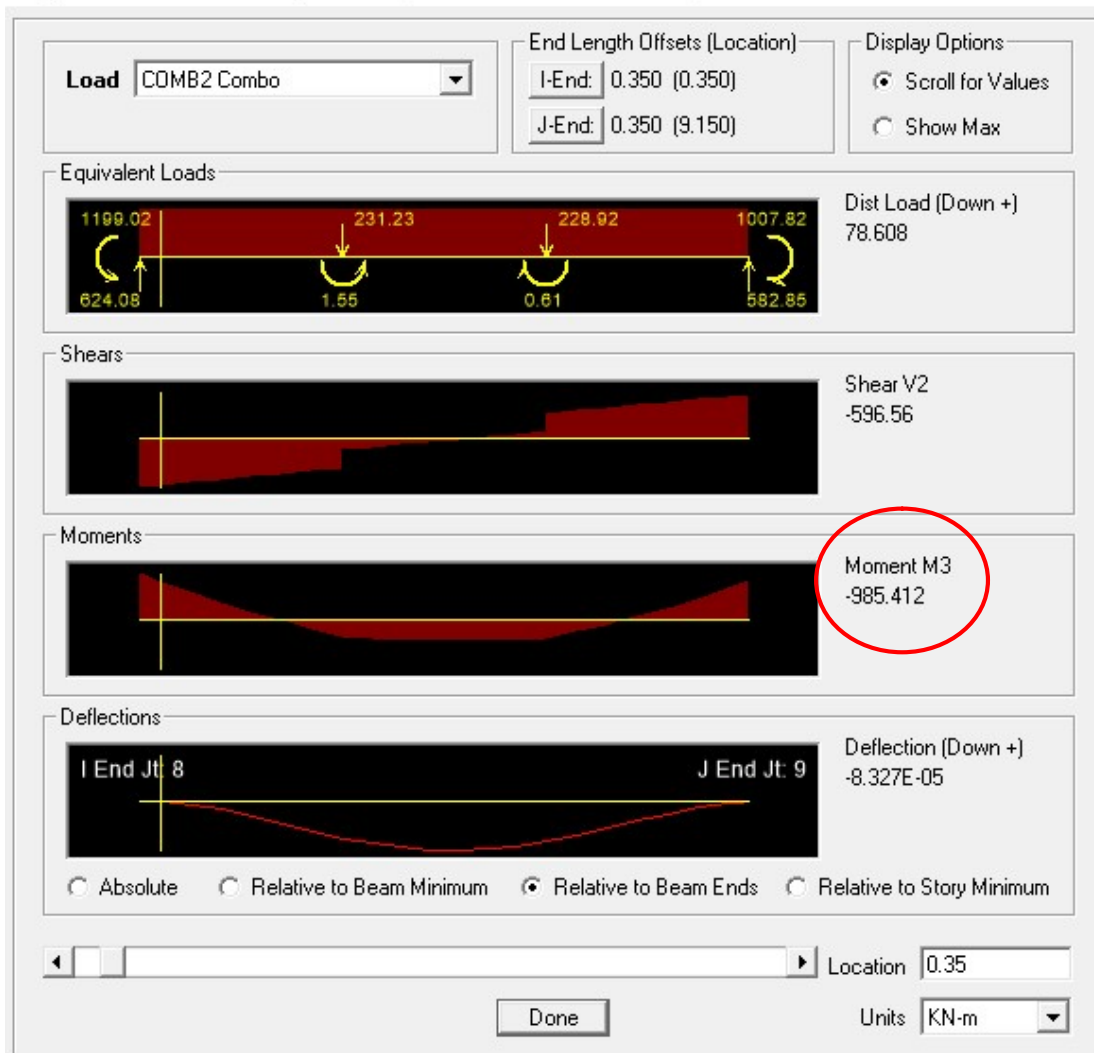 End Length Offsets (Location)
Display Options
Load COMB2 Combo
I-End: 0.350 (0.350)
Scroll for Values
J-End: 0.350 (9.150)
Show Max
Equivalent Loads
1199.02 231.23 228.92 1007.82
624.08 1.55 0.61 582.85
Dist Load (Down +)
78.608
Shears
Shear V2
-596.56
Moments
Moment M3
-985.412
Deflections
I End Jt: 8 J End Jt: 9
Deflection (Down +)
-8.327E-05
Absolute Relative to Beam Minimum Relative to Beam Ends Relative to Story Minimum
Location 0.35
Done
Units KN-m